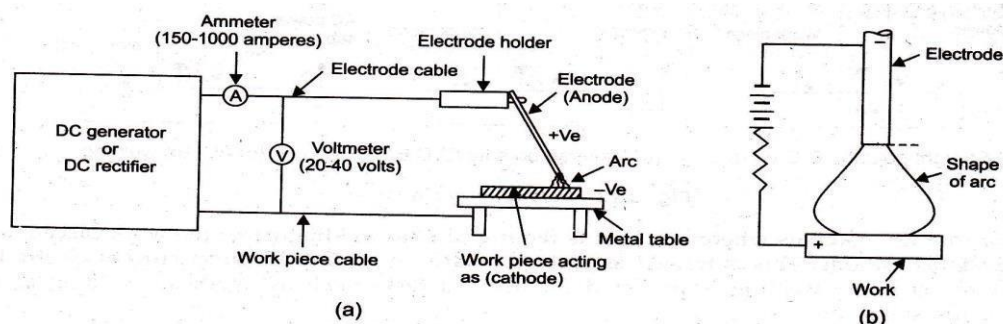 Ammeter
(150-1000 amperes)
Electrode holder
Electrode cable
Electrode
(Anode)
A
DC generator
or
DC rectifier
V
Voltmeter
(20-40 volts)
+Ve
Arc
–Ve
Metal table
Work piece cable
Work piece acting
as (cathode)
(a)
–
Electrode
Shape
of arc
+
Work
(b)